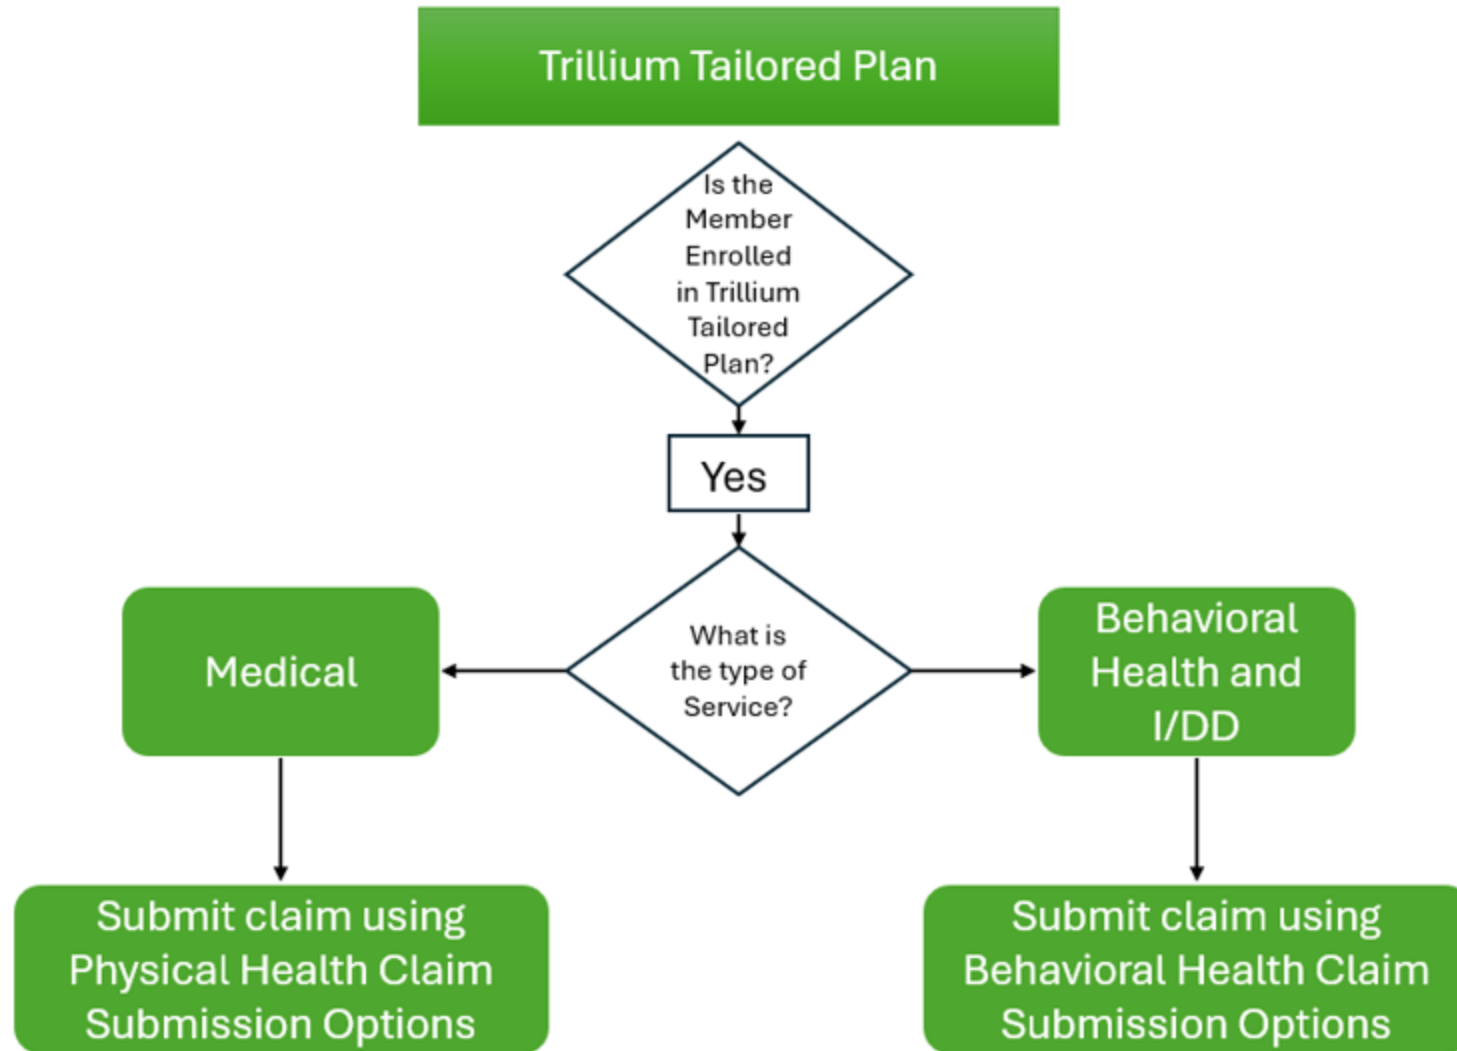 Trillium Tailored Plan
Is the
Member
Enrolled
in Trillium
Tailored
Plan?
Yes
What is
the type of
Service?
Medical
Behavioral
Health and
I/DD
Submit claim using
Physical Health Claim
Submission Options
Submit claim using
Behavioral Health Claim
Submission Options